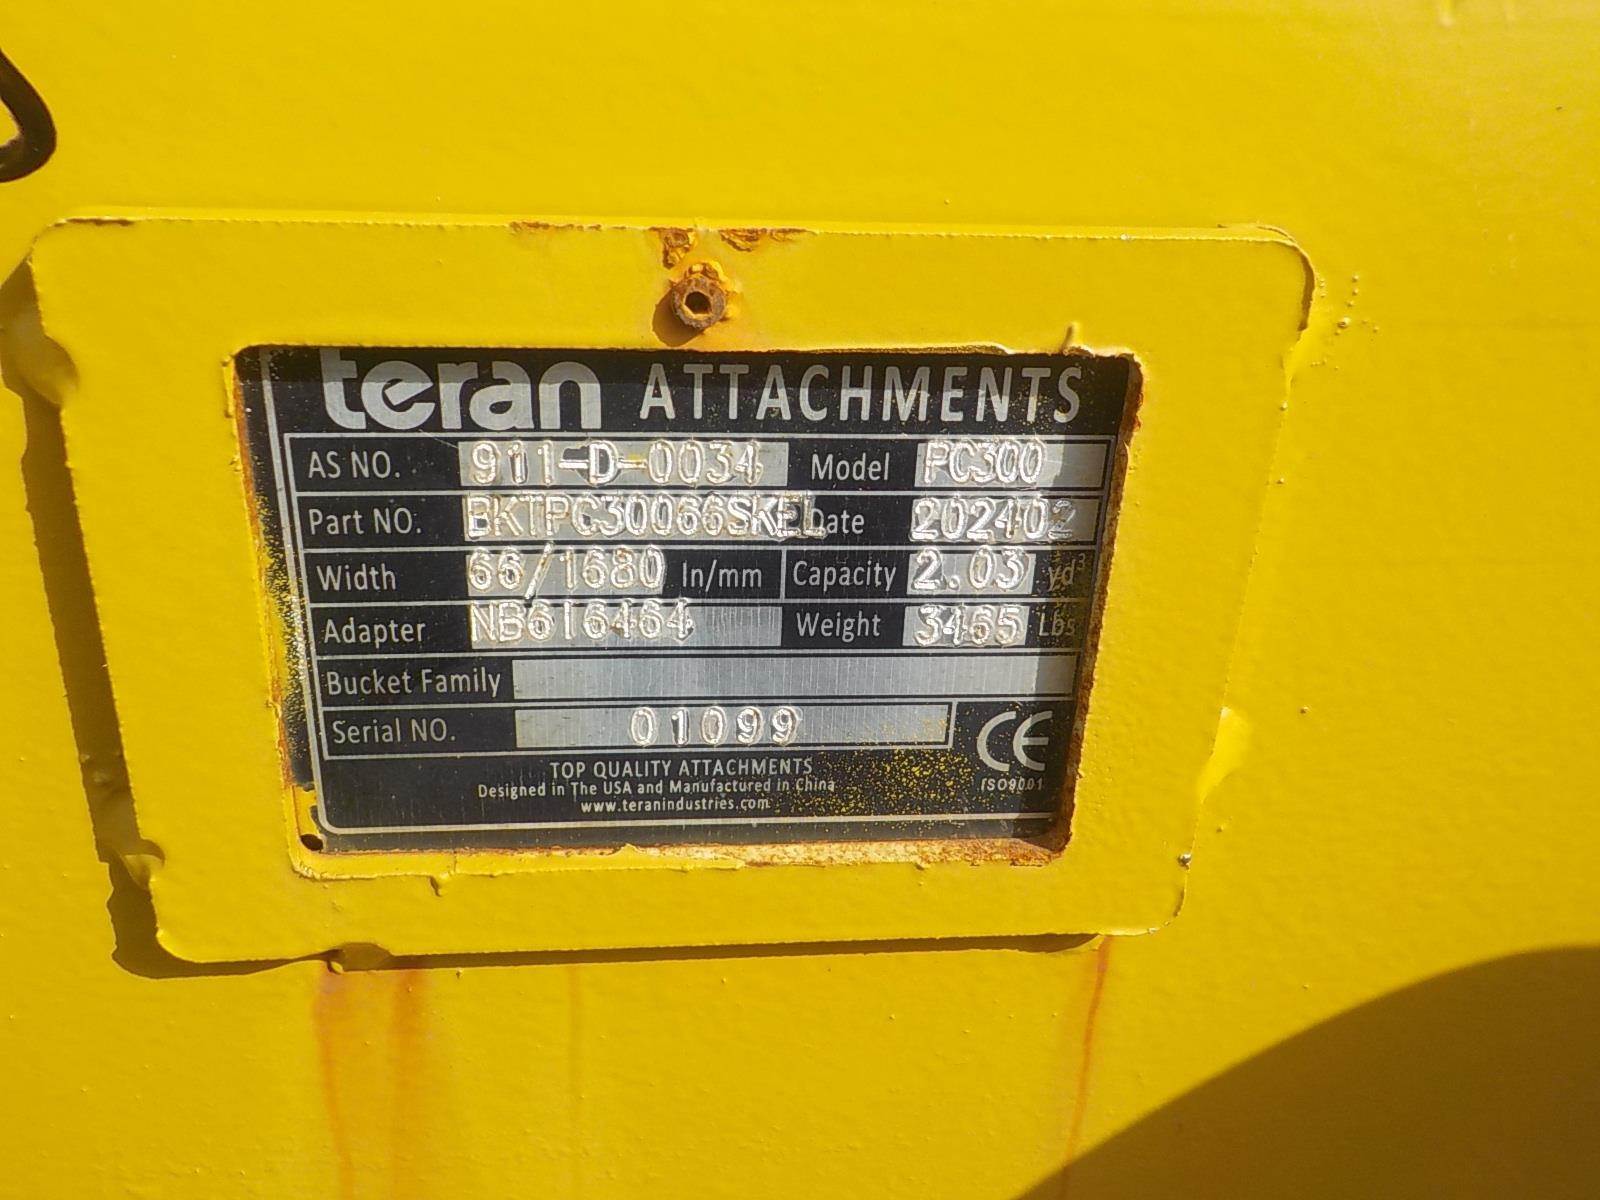 teran ATTACHMENTS
AS NO. 911-D-0034 Model PC300
Part NO. BKTPC30066SKEL Date 202402
Width 66/1680 In/mm Capacity 2.03 yd³
Adapter NB616464 Weight 3465 Lbs
Bucket Family
Serial NO. 01099
CE
ISO9001
TOP QUALITY ATTACHMENTS
Designed in The USA and Manufactured in China
www.teranindustries.com